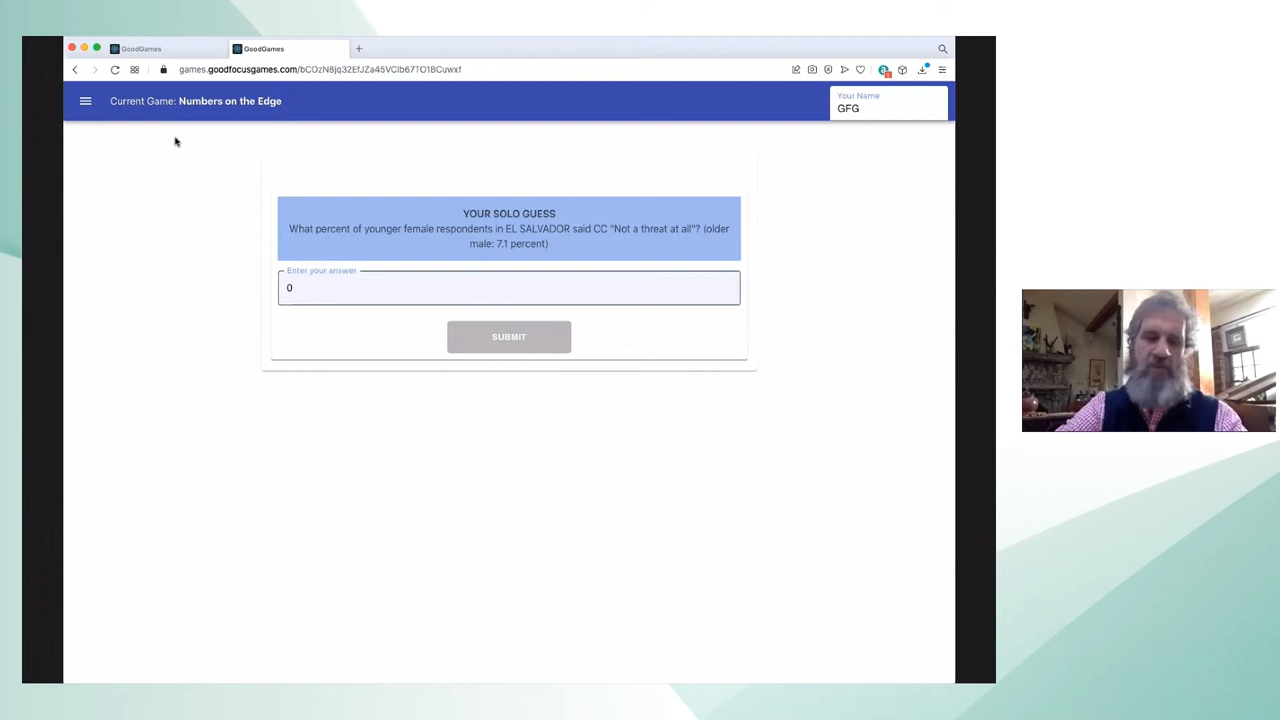 GoodGames
GoodGames
games.goodfocusgames.com/bCOzN8jq32EfJZa45VClb67TO1BCuwxf
Current Game: Numbers on the Edge
Your Name
GFG
YOUR SOLO GUESS
What percent of younger female respondents in EL SALVADOR said CC "Not a threat at all"? (older
male: 7.1 percent)
Enter your answer
0
SUBMIT